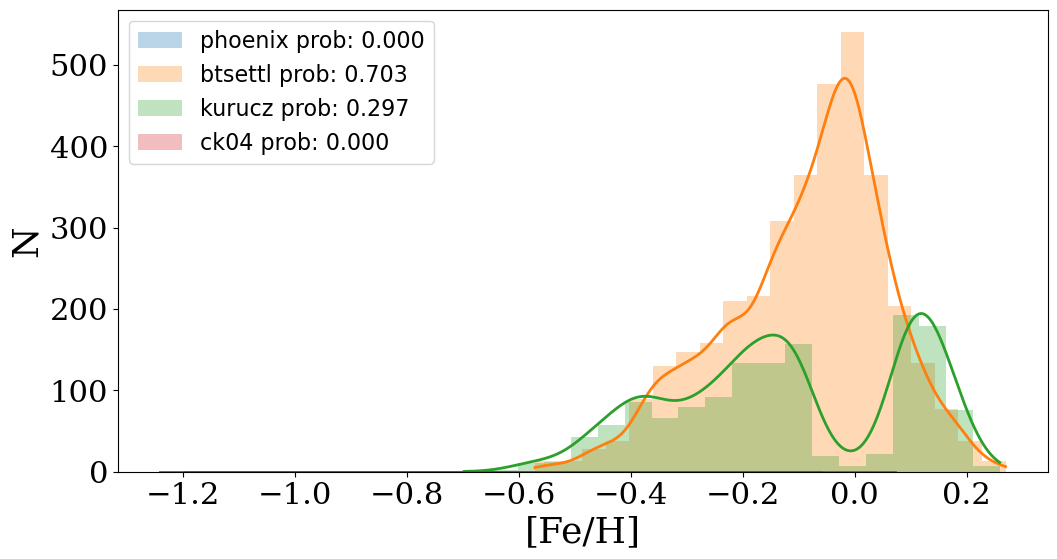 phoenix prob: 0.000
btsettl prob: 0.703
kurucz prob: 0.297
ck04 prob: 0.000
500
400
300
200
100
0
N
−1.2 −1.0 −0.8 −0.6 −0.4 −0.2 0.0 0.2
[Fe/H]